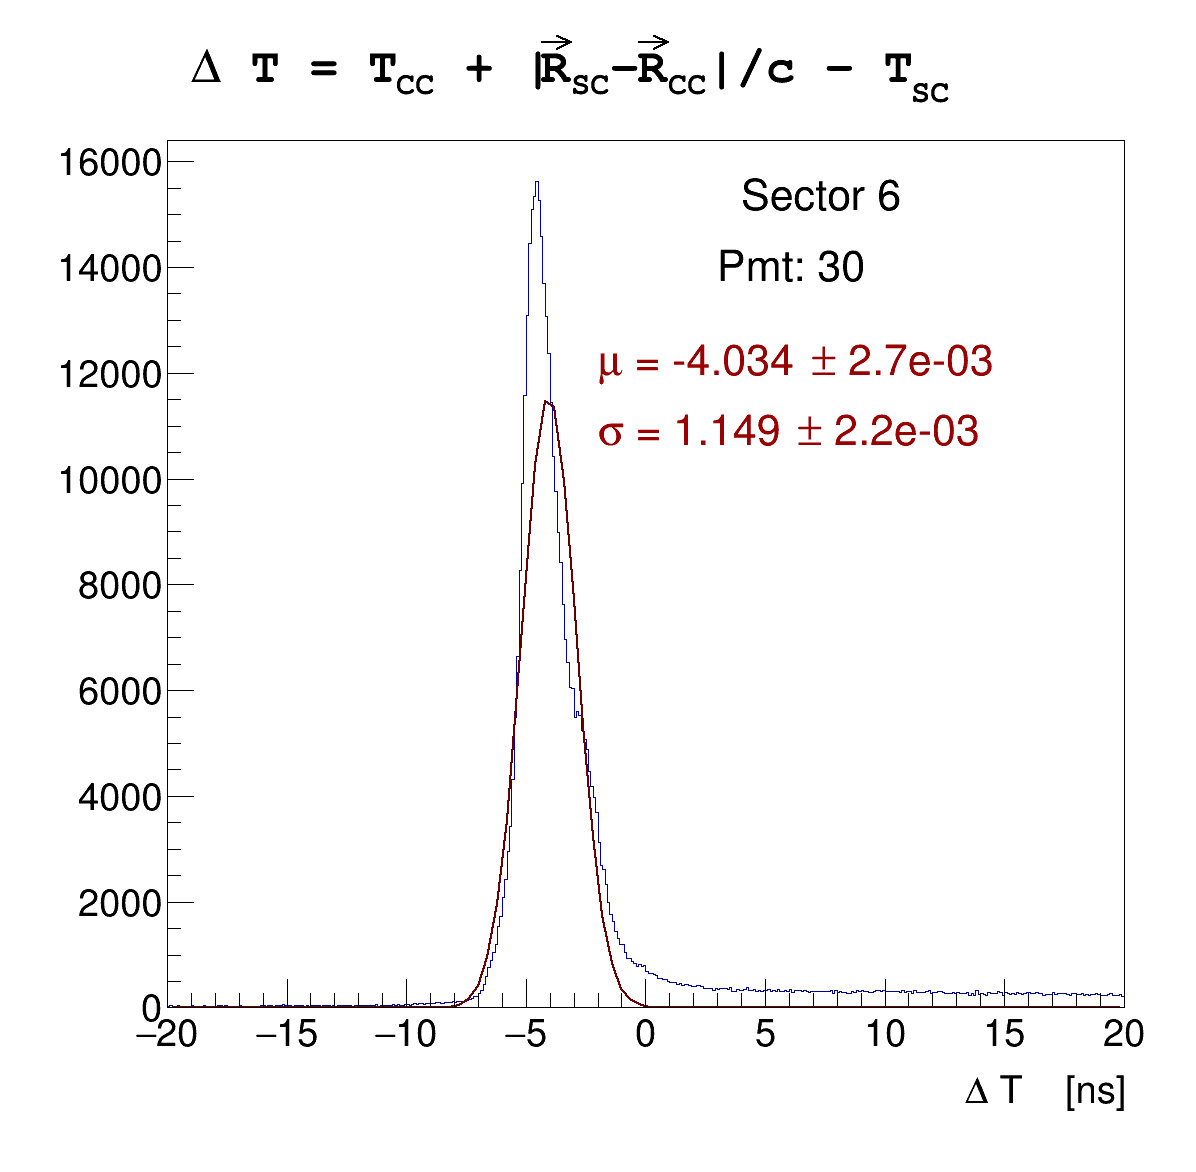 Δ T = T_CC + |R⃗_SC−R⃗_CC|/c − T_SC
16000
Sector 6
14000
Pmt: 30
12000
μ = -4.034 ± 2.7e-03
σ = 1.149 ± 2.2e-03
10000
8000
6000
4000
2000
0
−20 −15 −10 −5 0 5 10 15 20
Δ T [ns]